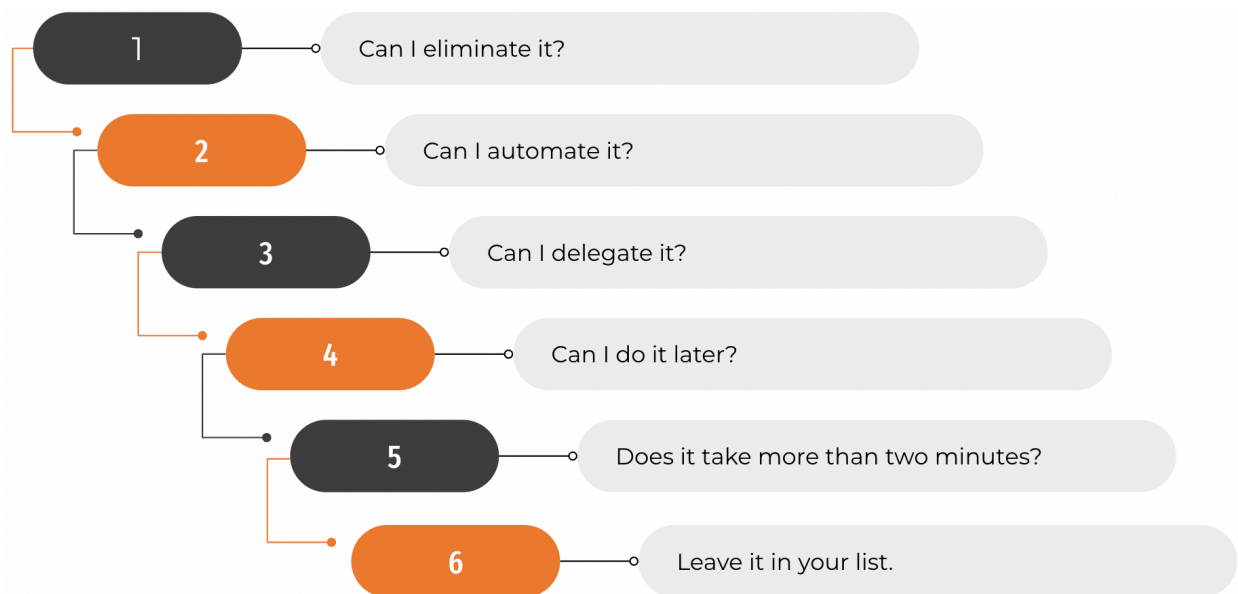 1 Can I eliminate it?
2 Can I automate it?
3 Can I delegate it?
4 Can I do it later?
5 Does it take more than two minutes?
6 Leave it in your list.